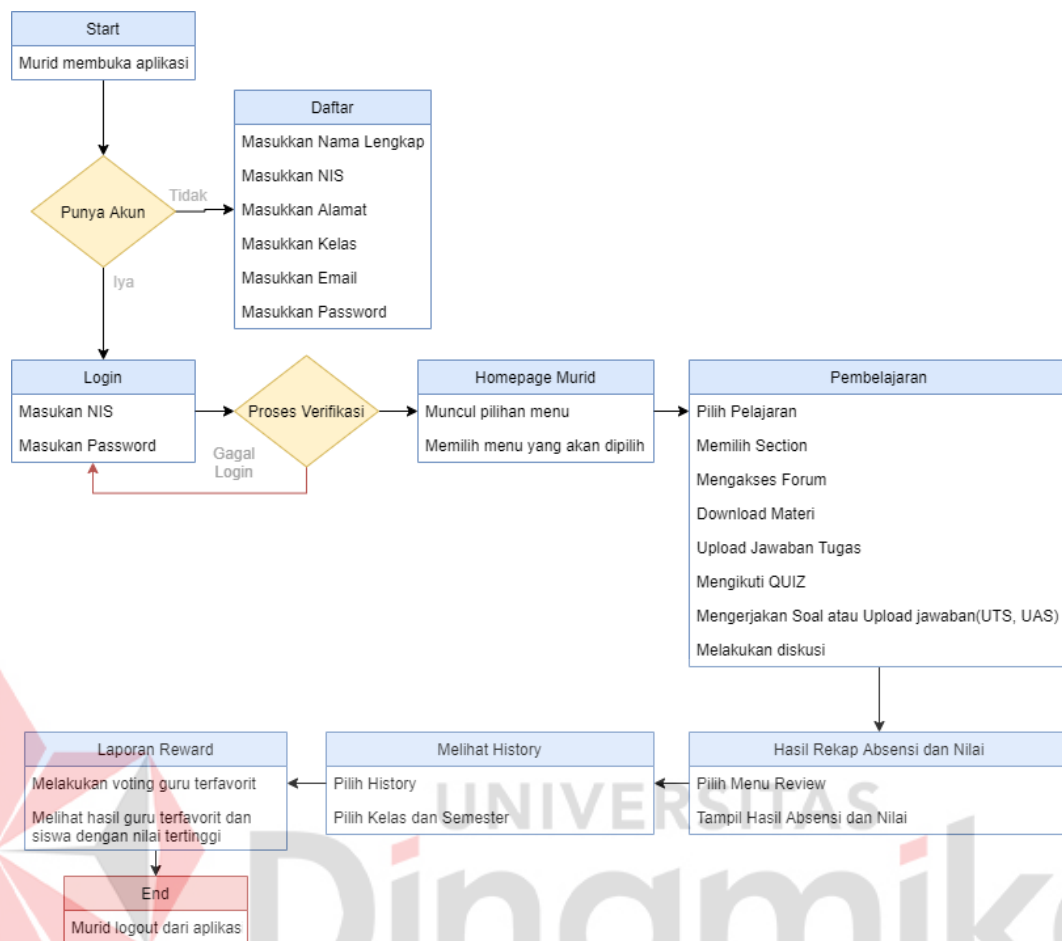 Start
Murid membuka aplikasi
Daftar
Masukkan Nama Lengkap
Masukkan NIS
Masukkan Alamat
Masukkan Kelas
Masukkan Email
Masukkan Password
Punya Akun
Tidak
Iya
Login
Masukan NIS
Masukan Password
Proses Verifikasi
Gagal
Login
Homepage Murid
Muncul pilihan menu
Memilih menu yang akan dipilih
Pembelajaran
Pilih Pelajaran
Memilih Section
Mengakses Forum
Download Materi
Upload Jawaban Tugas
Mengikuti QUIZ
Mengerjakan Soal atau Upload jawaban(UTS, UAS)
Melakukan diskusi
Hasil Rekap Absensi dan Nilai
Pilih Menu Review
Tampil Hasil Absensi dan Nilai
Melihat History
Pilih History
Pilih Kelas dan Semester
Laporan Reward
Melakukan voting guru terfavorit
Melihat hasil guru terfavorit dan
siswa dengan nilai tertinggi
End
Murid logout dari aplikas
UNIVERSITAS
Dinamika